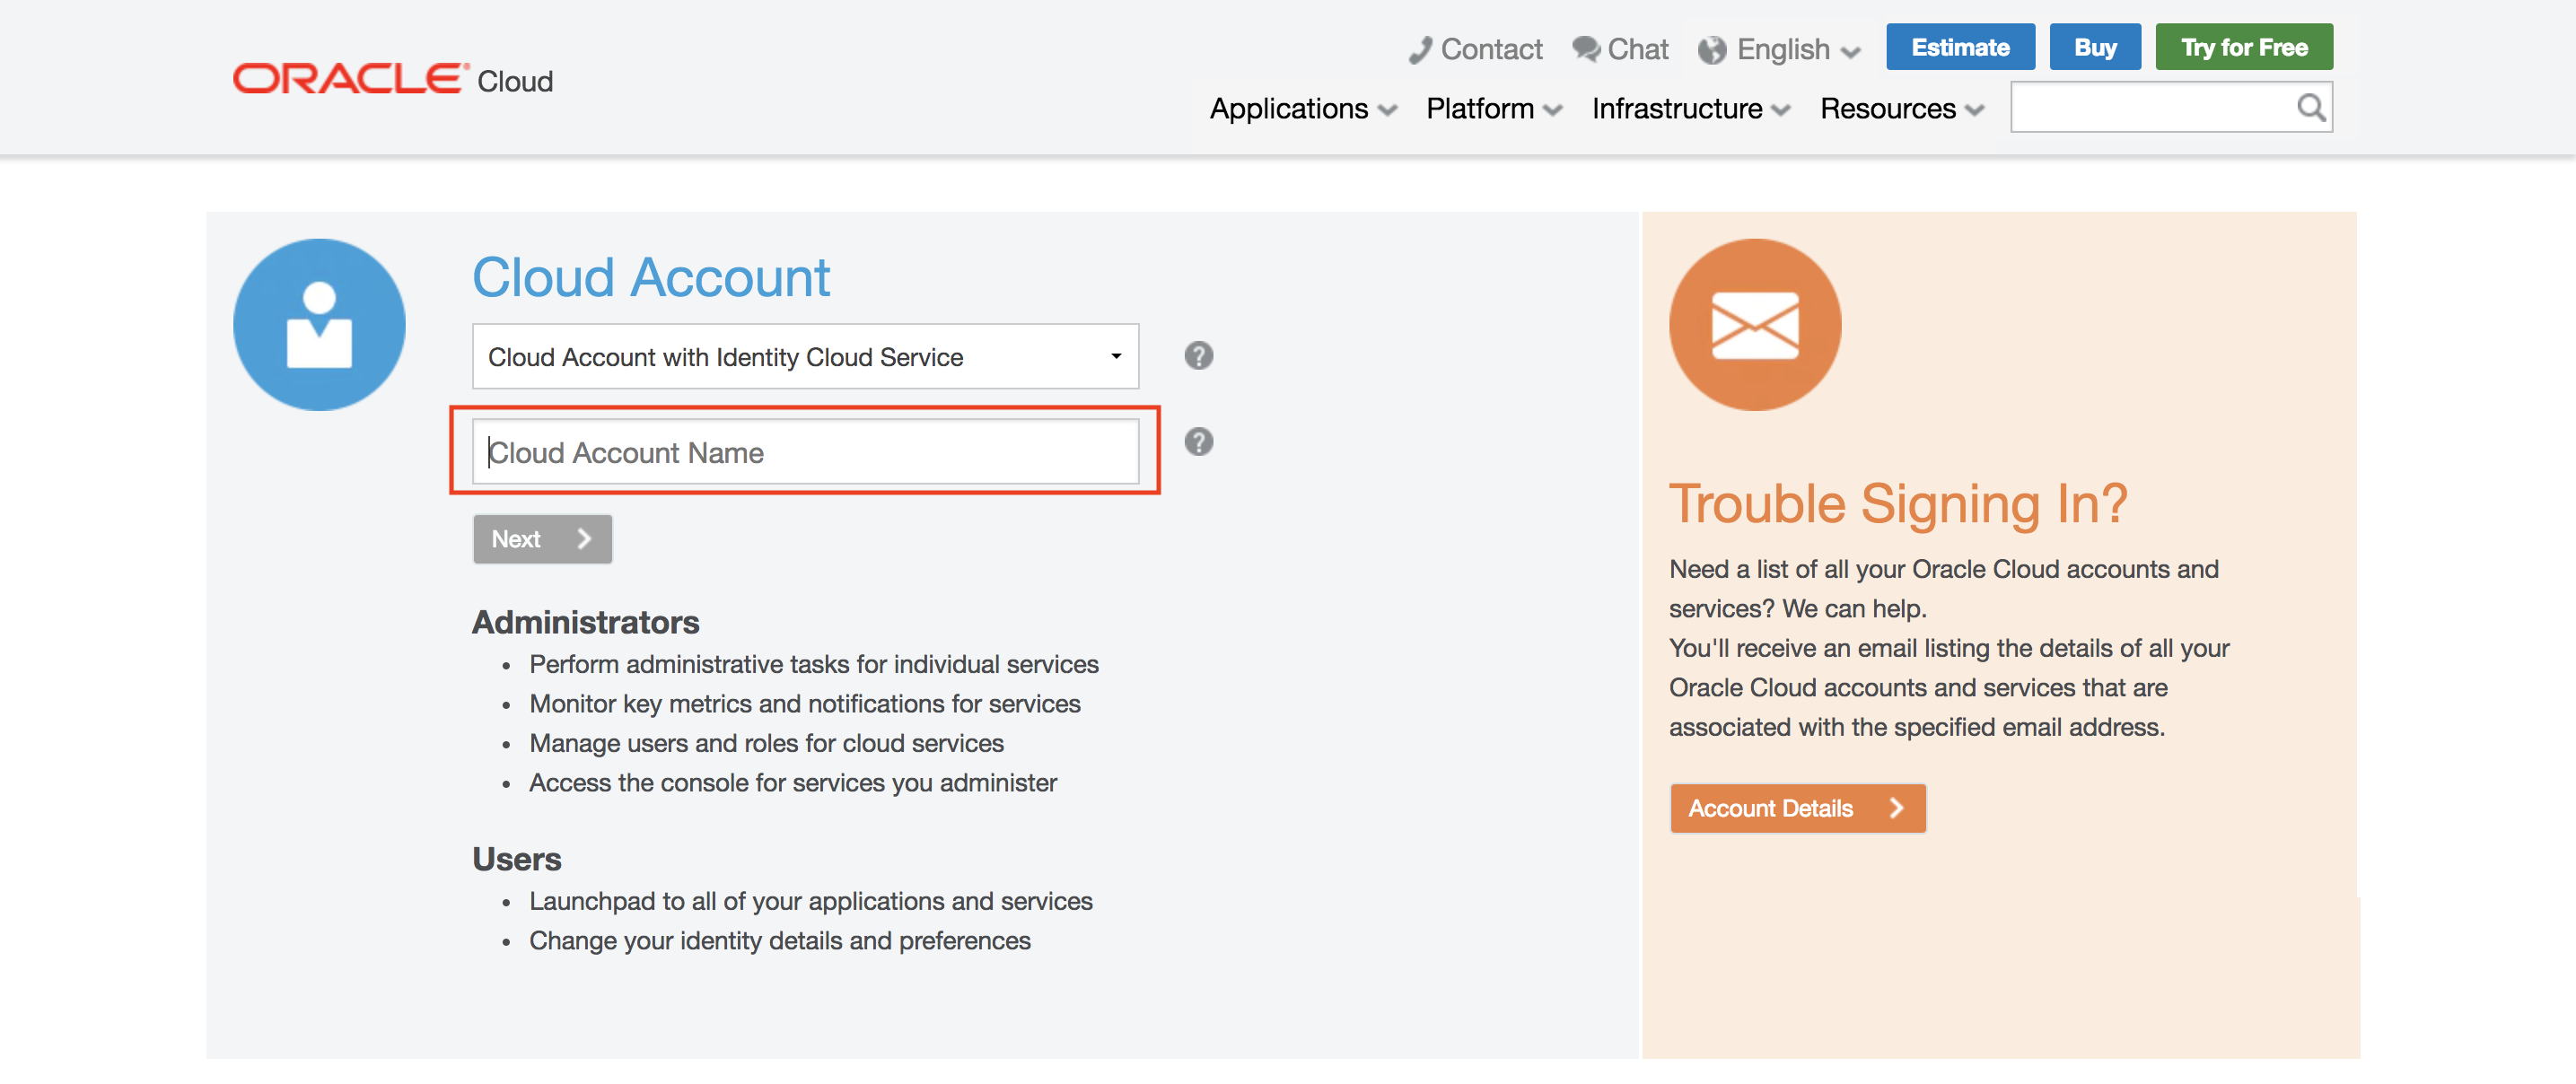 ORACLE Cloud
Contact Chat English Estimate Buy Try for Free
Applications Platform Infrastructure Resources
Cloud Account
Cloud Account with Identity Cloud Service
Cloud Account Name
Next
Administrators
• Perform administrative tasks for individual services
• Monitor key metrics and notifications for services
• Manage users and roles for cloud services
• Access the console for services you administer
Users
• Launchpad to all of your applications and services
• Change your identity details and preferences
Trouble Signing In?
Need a list of all your Oracle Cloud accounts and
services? We can help.
You'll receive an email listing the details of all your
Oracle Cloud accounts and services that are
associated with the specified email address.
Account Details